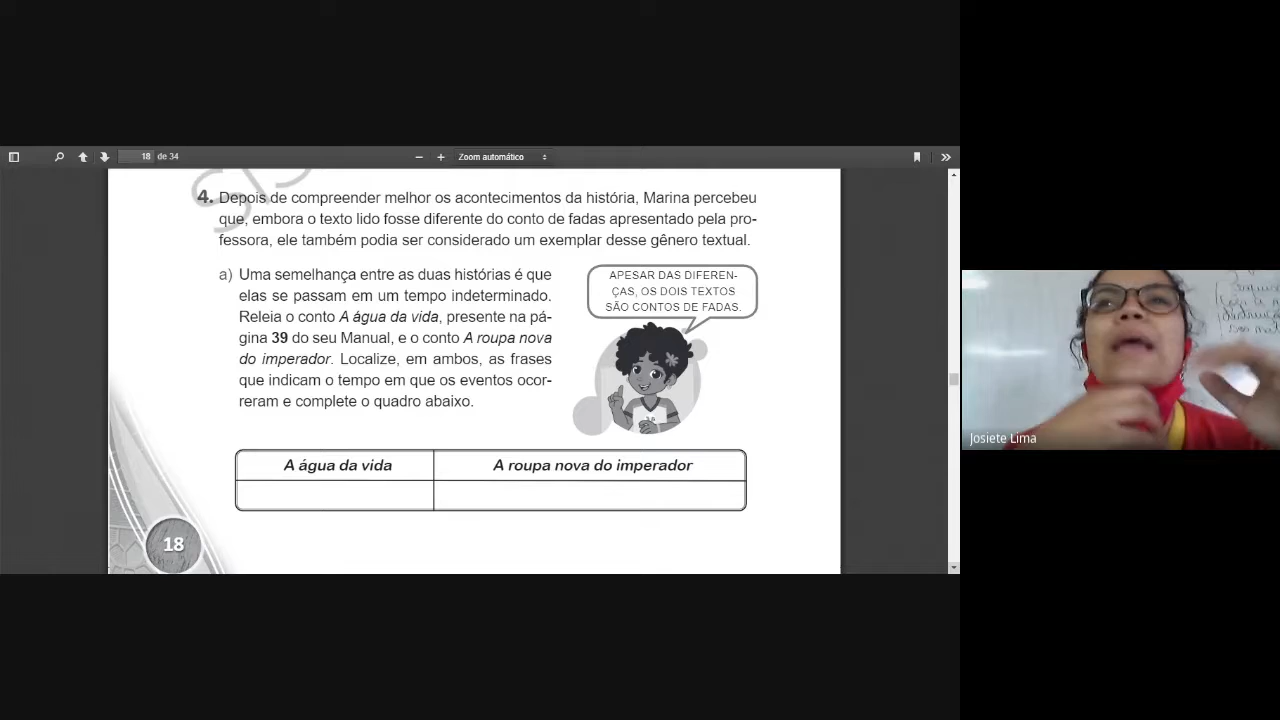 18 de 34
Zoom automático
SIS
4. Depois de compreender melhor os acontecimentos da história, Marina percebeu
que, embora o texto lido fosse diferente do conto de fadas apresentado pela pro-
fessora, ele também podia ser considerado um exemplar desse gênero textual.
a) Uma semelhança entre as duas histórias é que
elas se passam em um tempo indeterminado.
Releia o conto A água da vida, presente na pá-
gina 39 do seu Manual, e o conto A roupa nova
do imperador. Localize, em ambos, as frases
que indicam o tempo em que os eventos ocor-
reram e complete o quadro abaixo.
APESAR DAS DIFEREN-
ÇAS, OS DOIS TEXTOS
SÃO CONTOS DE FADAS.
A água da vida
A roupa nova do imperador
18
Josiete Lima